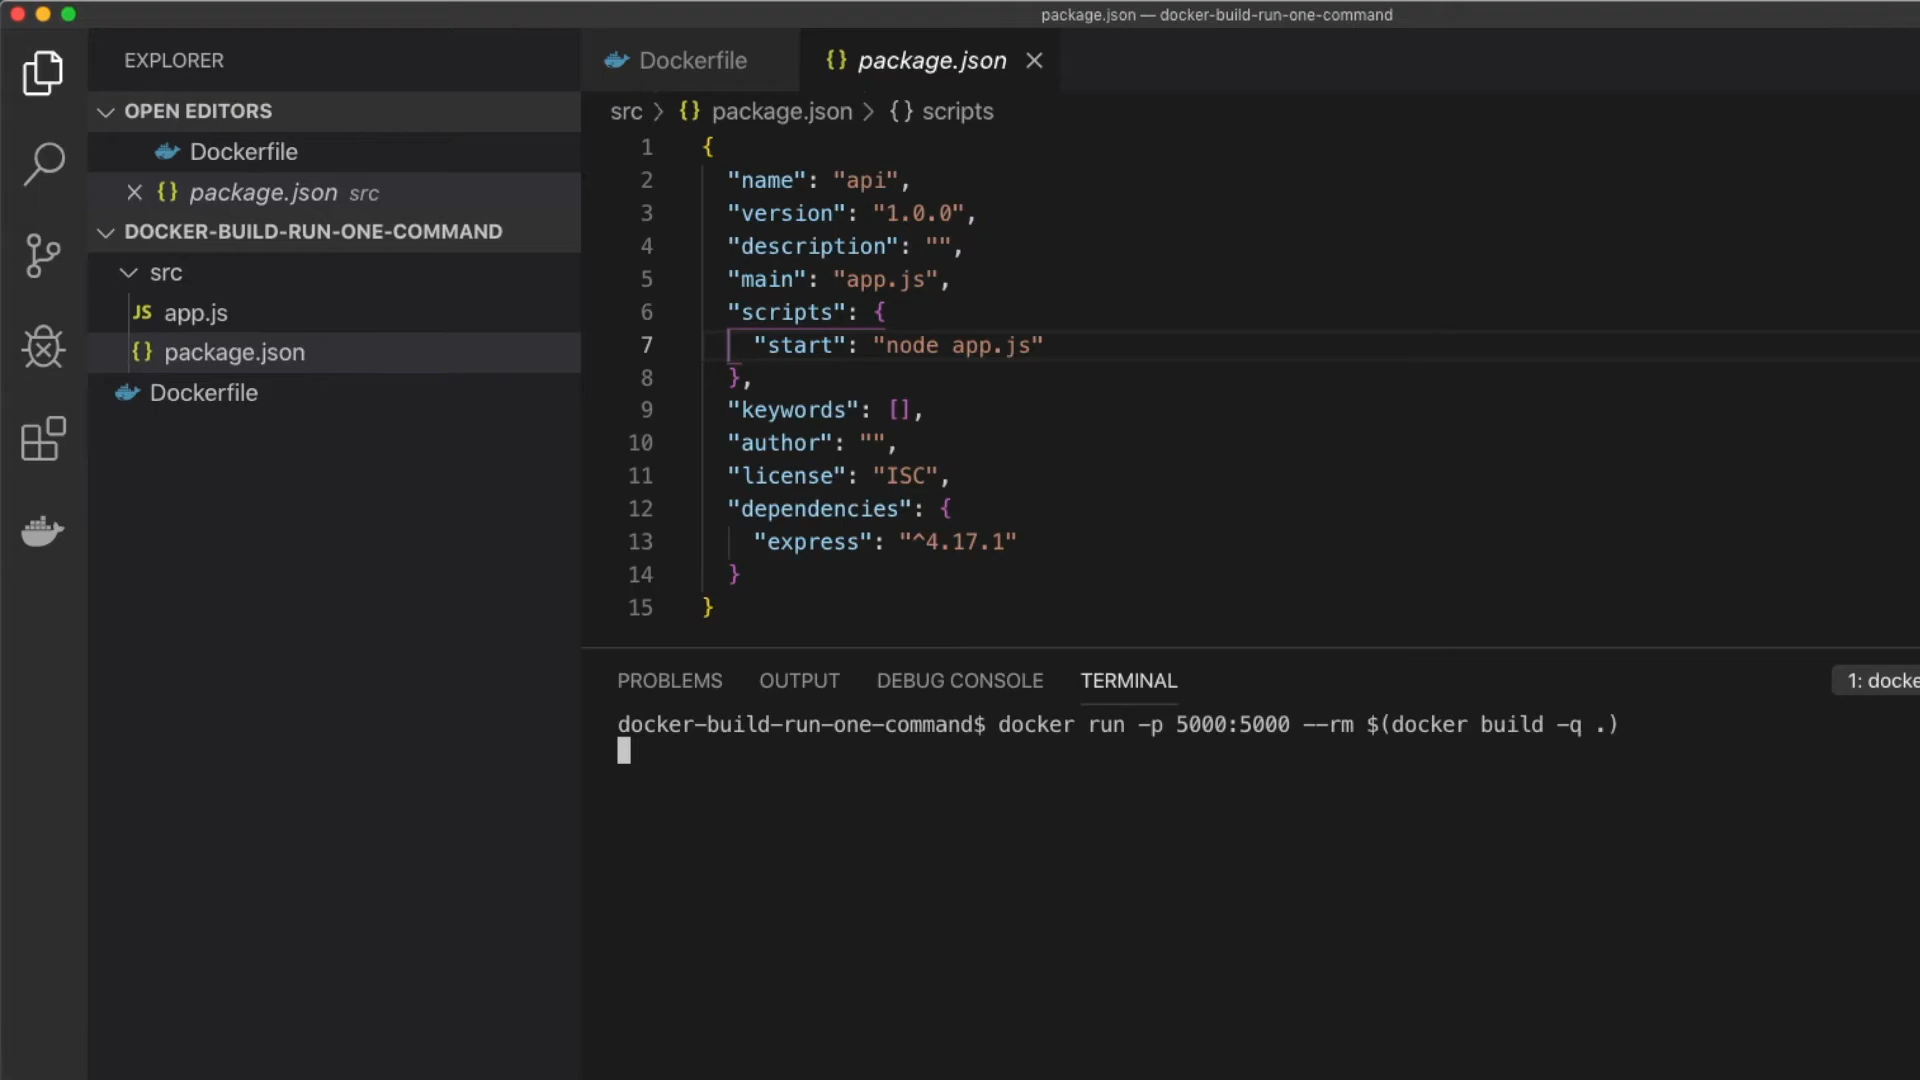 package.json — docker-build-run-one-command
EXPLORER
OPEN EDITORS
Dockerfile
{} package.json src
DOCKER-BUILD-RUN-ONE-COMMAND
src
JS app.js
{} package.json
Dockerfile
Dockerfile
{} package.json
src > {} package.json > {} scripts
1 {
2 "name": "api",
3 "version": "1.0.0",
4 "description": "",
5 "main": "app.js",
6 "scripts": {
7 "start": "node app.js"
8 },
9 "keywords": [],
10 "author": "",
11 "license": "ISC",
12 "dependencies": {
13 "express": "^4.17.1"
14 }
15 }
PROBLEMS OUTPUT DEBUG CONSOLE TERMINAL 1: docke
docker-build-run-one-command$ docker run -p 5000:5000 --rm $(docker build -q .)